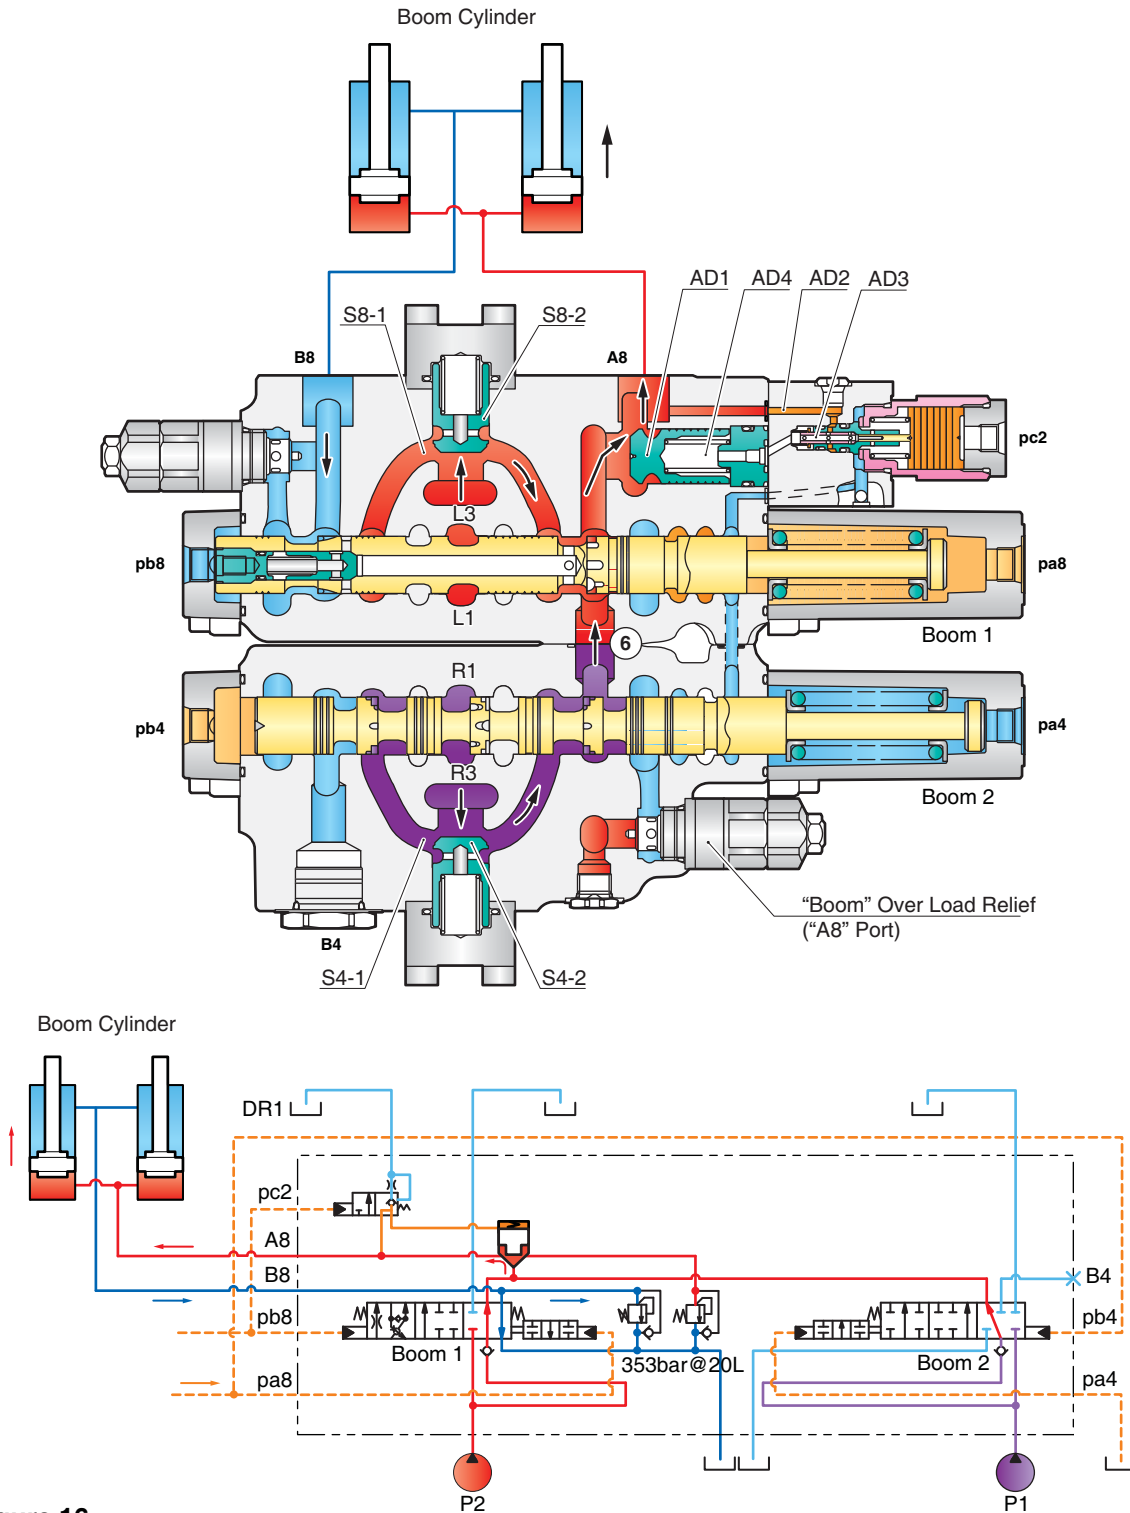 Boom Cylinder
AD1
AD4
AD2
AD3
S8-1
S8-2
B8
A8
pc2
L3
pb8
pa8
L1
Boom 1
6
R1
pb4
pa4
R3
Boom 2
"Boom" Over Load Relief
("A8" Port)
B4
S4-1
S4-2
Boom Cylinder
DR1
pc2
A8
B8
B4
pb8
pb4
Boom 1
353bar@20L
Boom 2
pa8
pa4
P2
P1